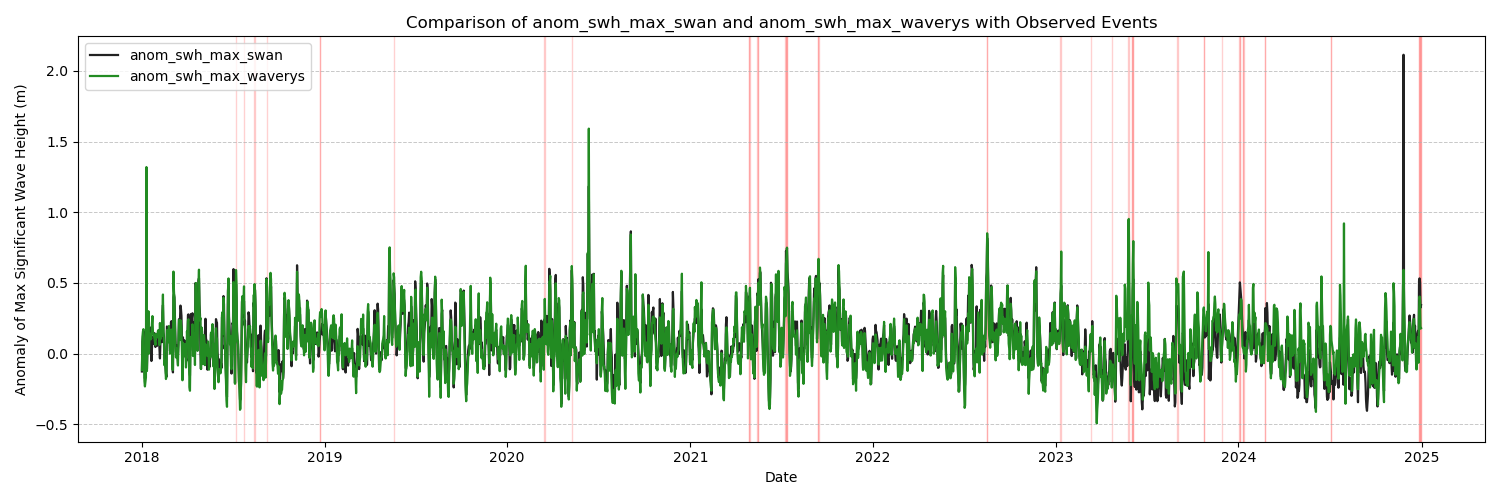 Comparison of anom_swh_max_swan and anom_swh_max_waverys with Observed Events
anom_swh_max_swan
anom_swh_max_waverys
Anomaly of Max Significant Wave Height (m)
2.0
1.5
1.0
0.5
0.0
−0.5
2018 2019 2020 2021 2022 2023 2024 2025
Date